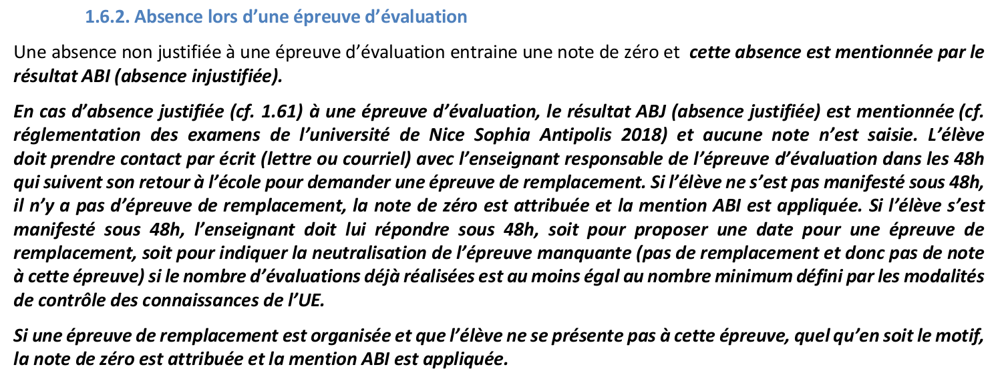 1.6.2. Absence lors d’une épreuve d’évaluation
Une absence non justifiée à une épreuve d’évaluation entraine une note de zéro et cette absence est mentionnée par le
résultat ABI (absence injustifiée).
En cas d’absence justifiée (cf. 1.61) à une épreuve d’évaluation, le résultat ABJ (absence justifiée) est mentionnée (cf.
réglementation des examens de l’université de Nice Sophia Antipolis 2018) et aucune note n’est saisie. L’élève
doit prendre contact par écrit (lettre ou courriel) avec l’enseignant responsable de l’épreuve d’évaluation dans les 48h
qui suivent son retour à l’école pour demander une épreuve de remplacement. Si l’élève ne s’est pas manifesté sous 48h,
il n’y a pas d’épreuve de remplacement, la note de zéro est attribuée et la mention ABI est appliquée. Si l’élève s’est
manifesté sous 48h, l’enseignant doit lui répondre sous 48h, soit pour proposer une date pour une épreuve de
remplacement, soit pour indiquer la neutralisation de l’épreuve manquante (pas de remplacement et donc pas de note
à cette épreuve) si le nombre d’évaluations déjà réalisées est au moins égal au nombre minimum défini par les modalités
de contrôle des connaissances de l’UE.
Si une épreuve de remplacement est organisée et que l’élève ne se présente pas à cette épreuve, quel qu’en soit le motif,
la note de zéro est attribuée et la mention ABI est appliquée.